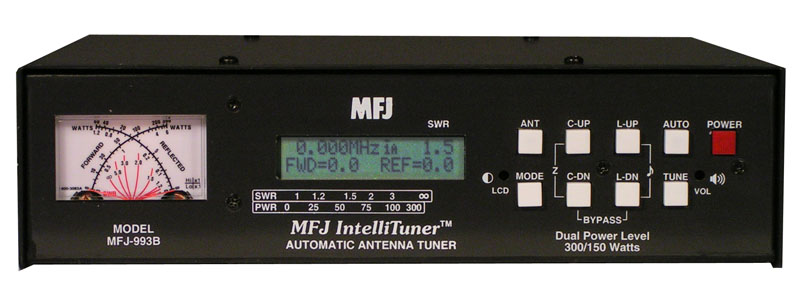 MFJ
SWR
0.000MHz 1A 1.5
FWD=0.0 REF=0.0
SWR 1 1.2 1.5 2 3 ∞
PWR 0 25 50 75 100 300
MFJ IntelliTuner™
AUTOMATIC ANTENNA TUNER
WATTS
WATTS
FORWARD
REFLECTED
MODEL
MFJ-993B
ANT C-UP L-UP AUTO POWER
LCD
MODE
Z
C-DN L-DN TUNE
VOL
BYPASS
Dual Power Level
300/150 Watts